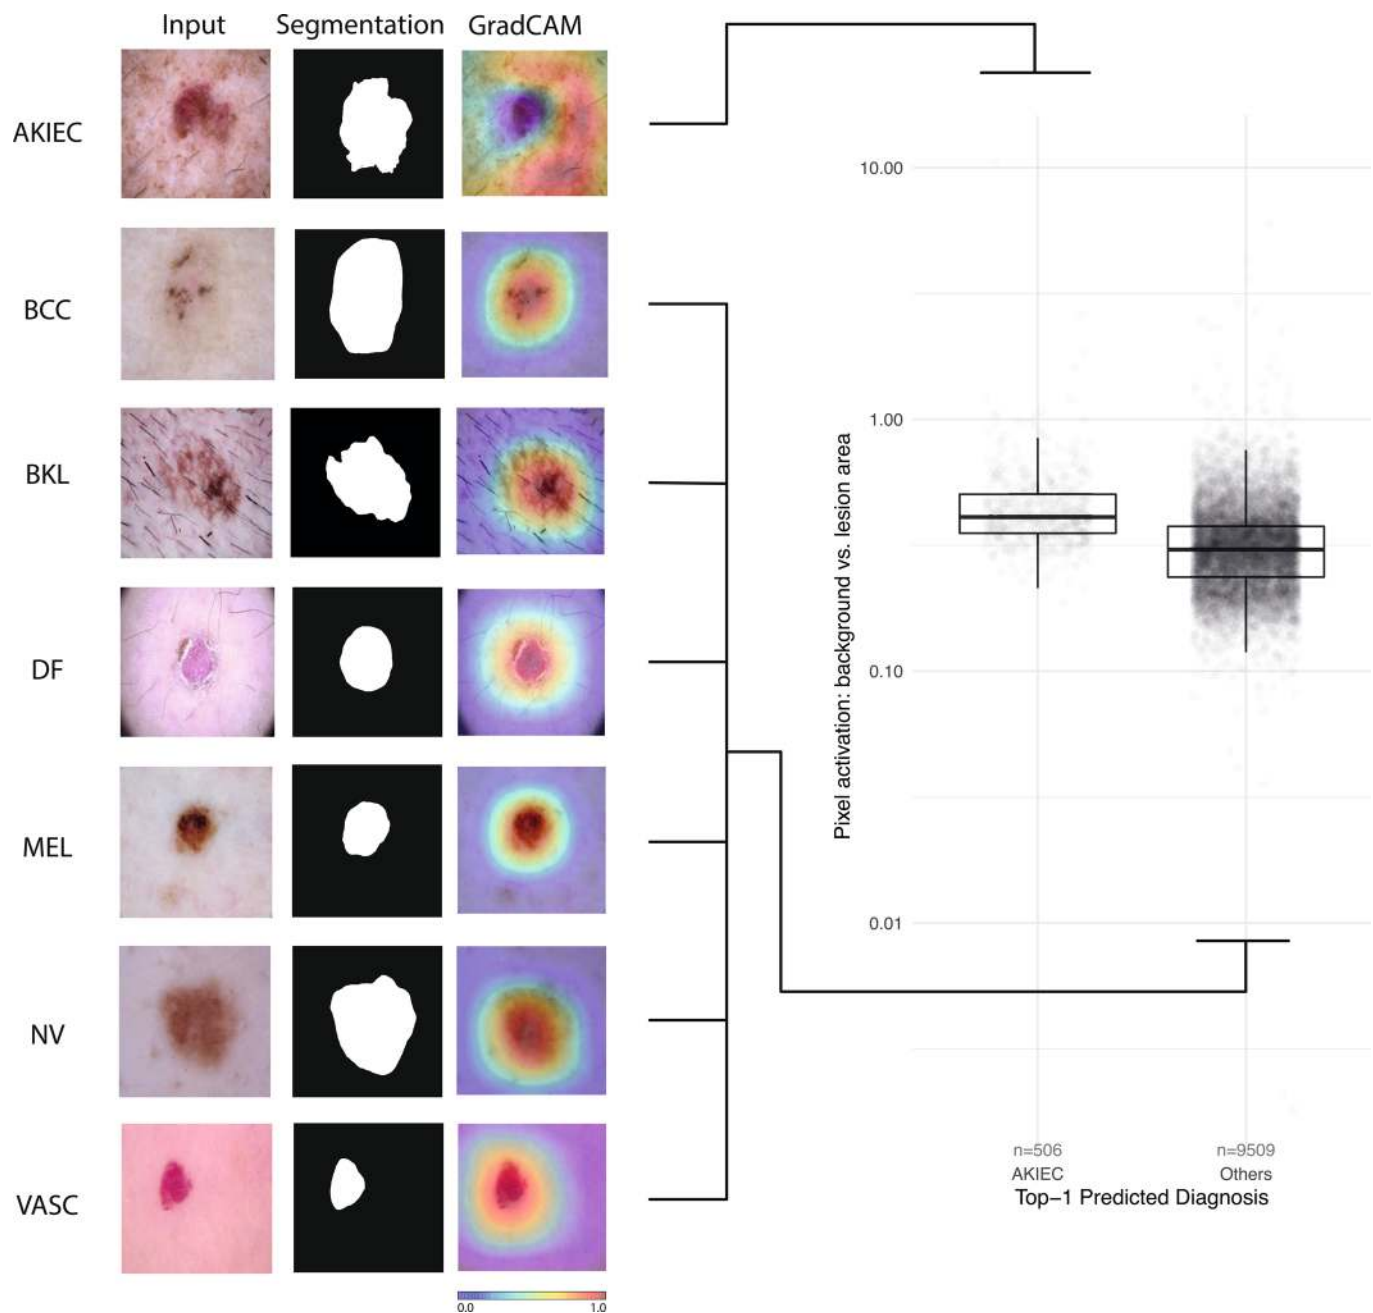 Input Segmentation GradCAM
AKIEC
BCC
BKL
DF
MEL
NV
VASC
0.0 1.0
Pixel activation: background vs. lesion area
10.00
1.00
0.10
0.01
n=506 n=9509
AKIEC Others
Top−1 Predicted Diagnosis